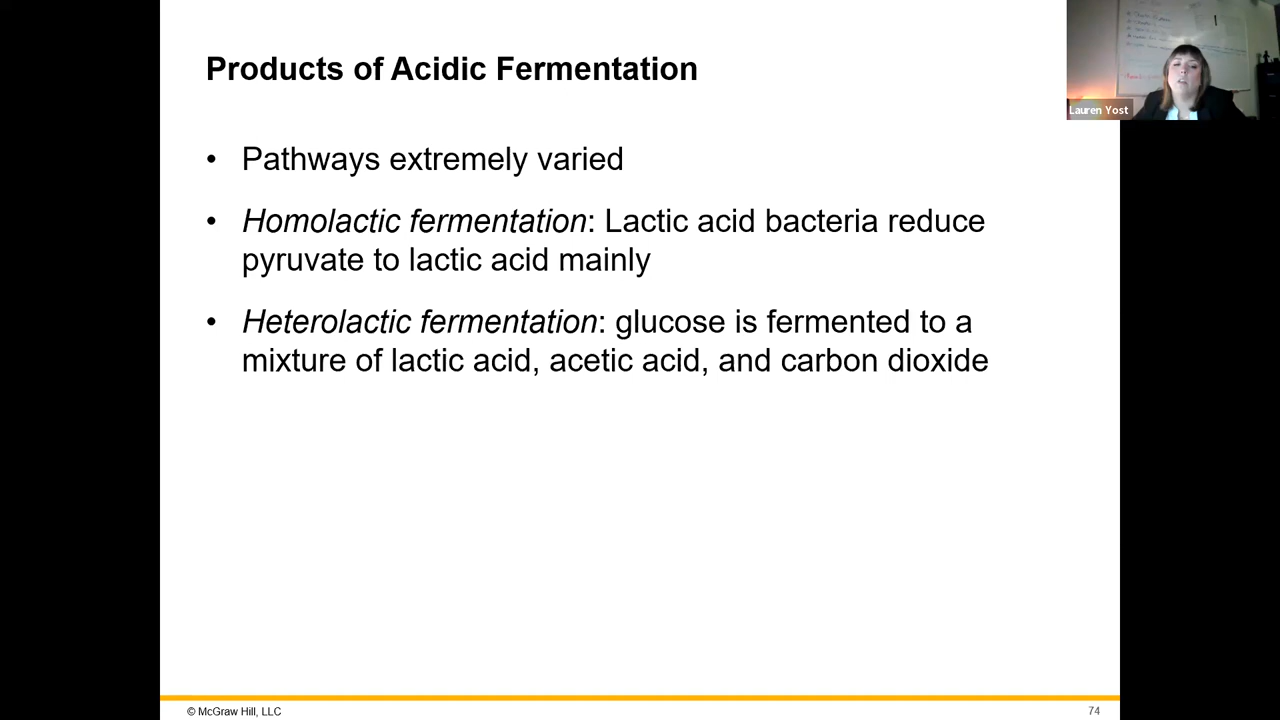 Products of Acidic Fermentation
Lauren Yost
• Pathways extremely varied
• Homolactic fermentation: Lactic acid bacteria reduce
pyruvate to lactic acid mainly
• Heterolactic fermentation: glucose is fermented to a
mixture of lactic acid, acetic acid, and carbon dioxide
© McGraw Hill, LLC
74